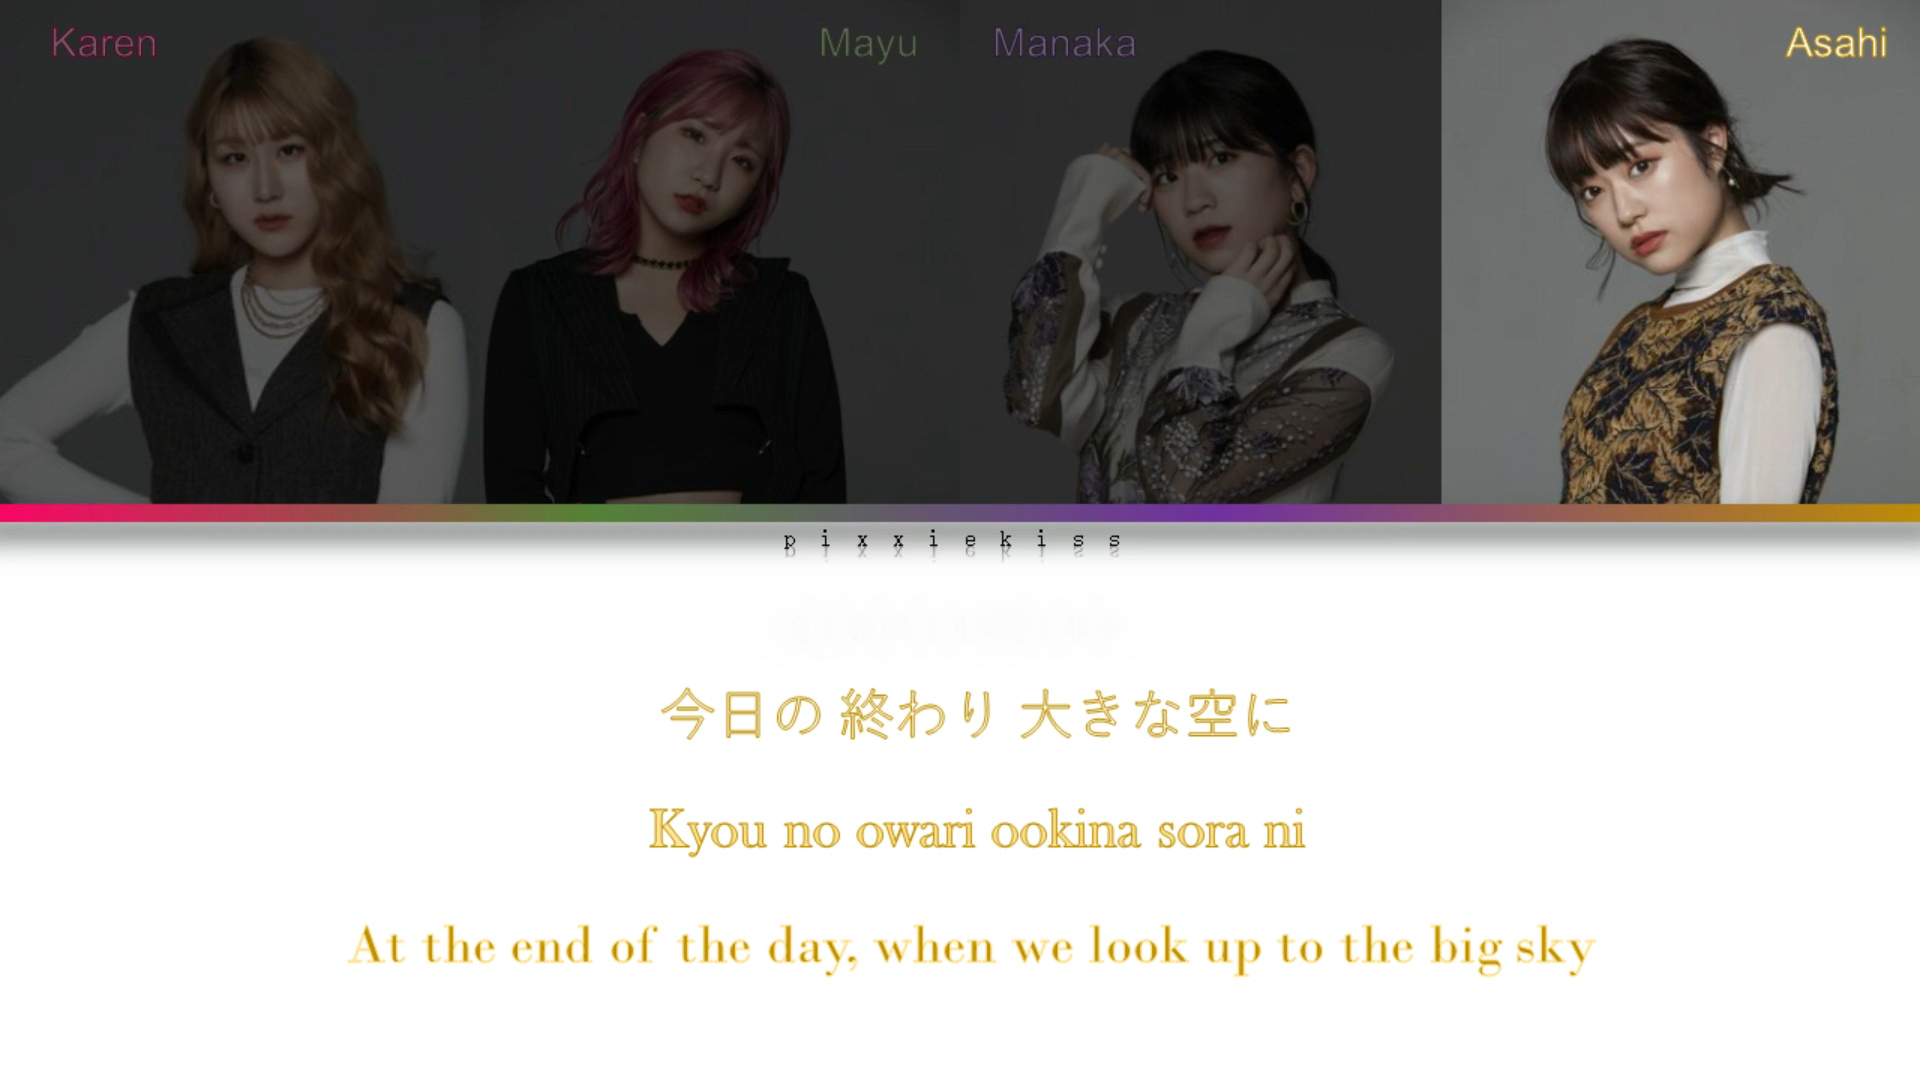 Karen
Mayu
Manaka
Asahi
pixxiekiss
今日の 終わり 大きな空に
Kyou no owari ookina sora ni
At the end of the day, when we look up to the big sky